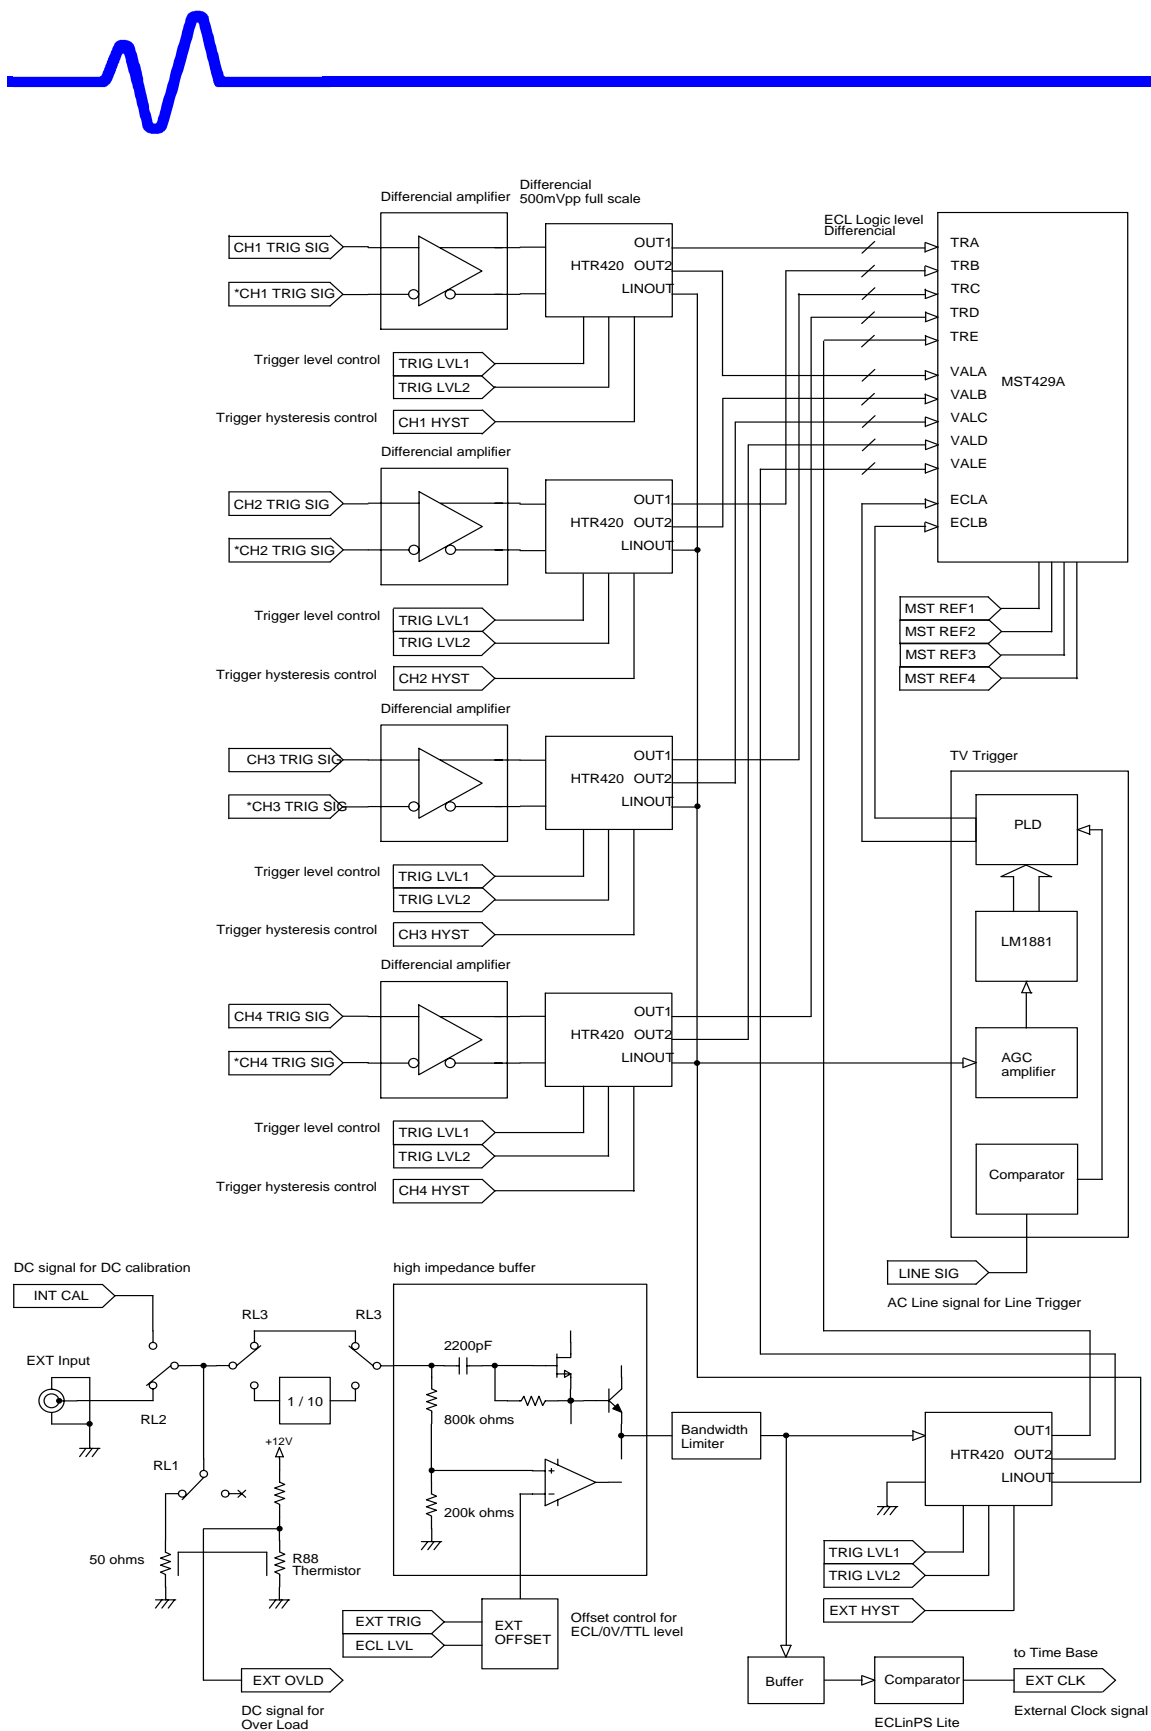 Differencial amplifier
Differencial
500mVpp full scale
CH1 TRIG SIG
*CH1 TRIG SIG
OUT1
HTR420 OUT2
LINOUT
Trigger level control
TRIG LVL1
TRIG LVL2
Trigger hysteresis control
CH1 HYST
ECL Logic level
Differencial
TRA
TRB
TRC
TRD
TRE
VALA
MST429A
VALB
VALC
VALD
VALE
ECLA
ECLB
MST REF1
MST REF2
MST REF3
MST REF4
Differencial amplifier
CH2 TRIG SIG
*CH2 TRIG SIG
OUT1
HTR420 OUT2
LINOUT
Trigger level control
TRIG LVL1
TRIG LVL2
Trigger hysteresis control
CH2 HYST
Differencial amplifier
CH3 TRIG SIG
*CH3 TRIG SIG
OUT1
HTR420 OUT2
LINOUT
Trigger level control
TRIG LVL1
TRIG LVL2
Trigger hysteresis control
CH3 HYST
TV Trigger
PLD
LM1881
AGC
amplifier
Comparator
LINE SIG
AC Line signal for Line Trigger
Differencial amplifier
CH4 TRIG SIG
*CH4 TRIG SIG
OUT1
HTR420 OUT2
LINOUT
Trigger level control
TRIG LVL1
TRIG LVL2
Trigger hysteresis control
CH4 HYST
DC signal for DC calibration
INT CAL
EXT Input
RL2
RL3
RL3
1 / 10
+12V
RL1
50 ohms
R88
Thermistor
EXT OVLD
DC signal for
Over Load
high impedance buffer
2200pF
800k ohms
+
−
200k ohms
EXT TRIG
ECL LVL
EXT
OFFSET
Offset control for
ECL/0V/TTL level
Bandwidth
Limiter
OUT1
HTR420 OUT2
LINOUT
TRIG LVL1
TRIG LVL2
EXT HYST
Buffer
Comparator
ECLinPS Lite
to Time Base
EXT CLK
External Clock signal